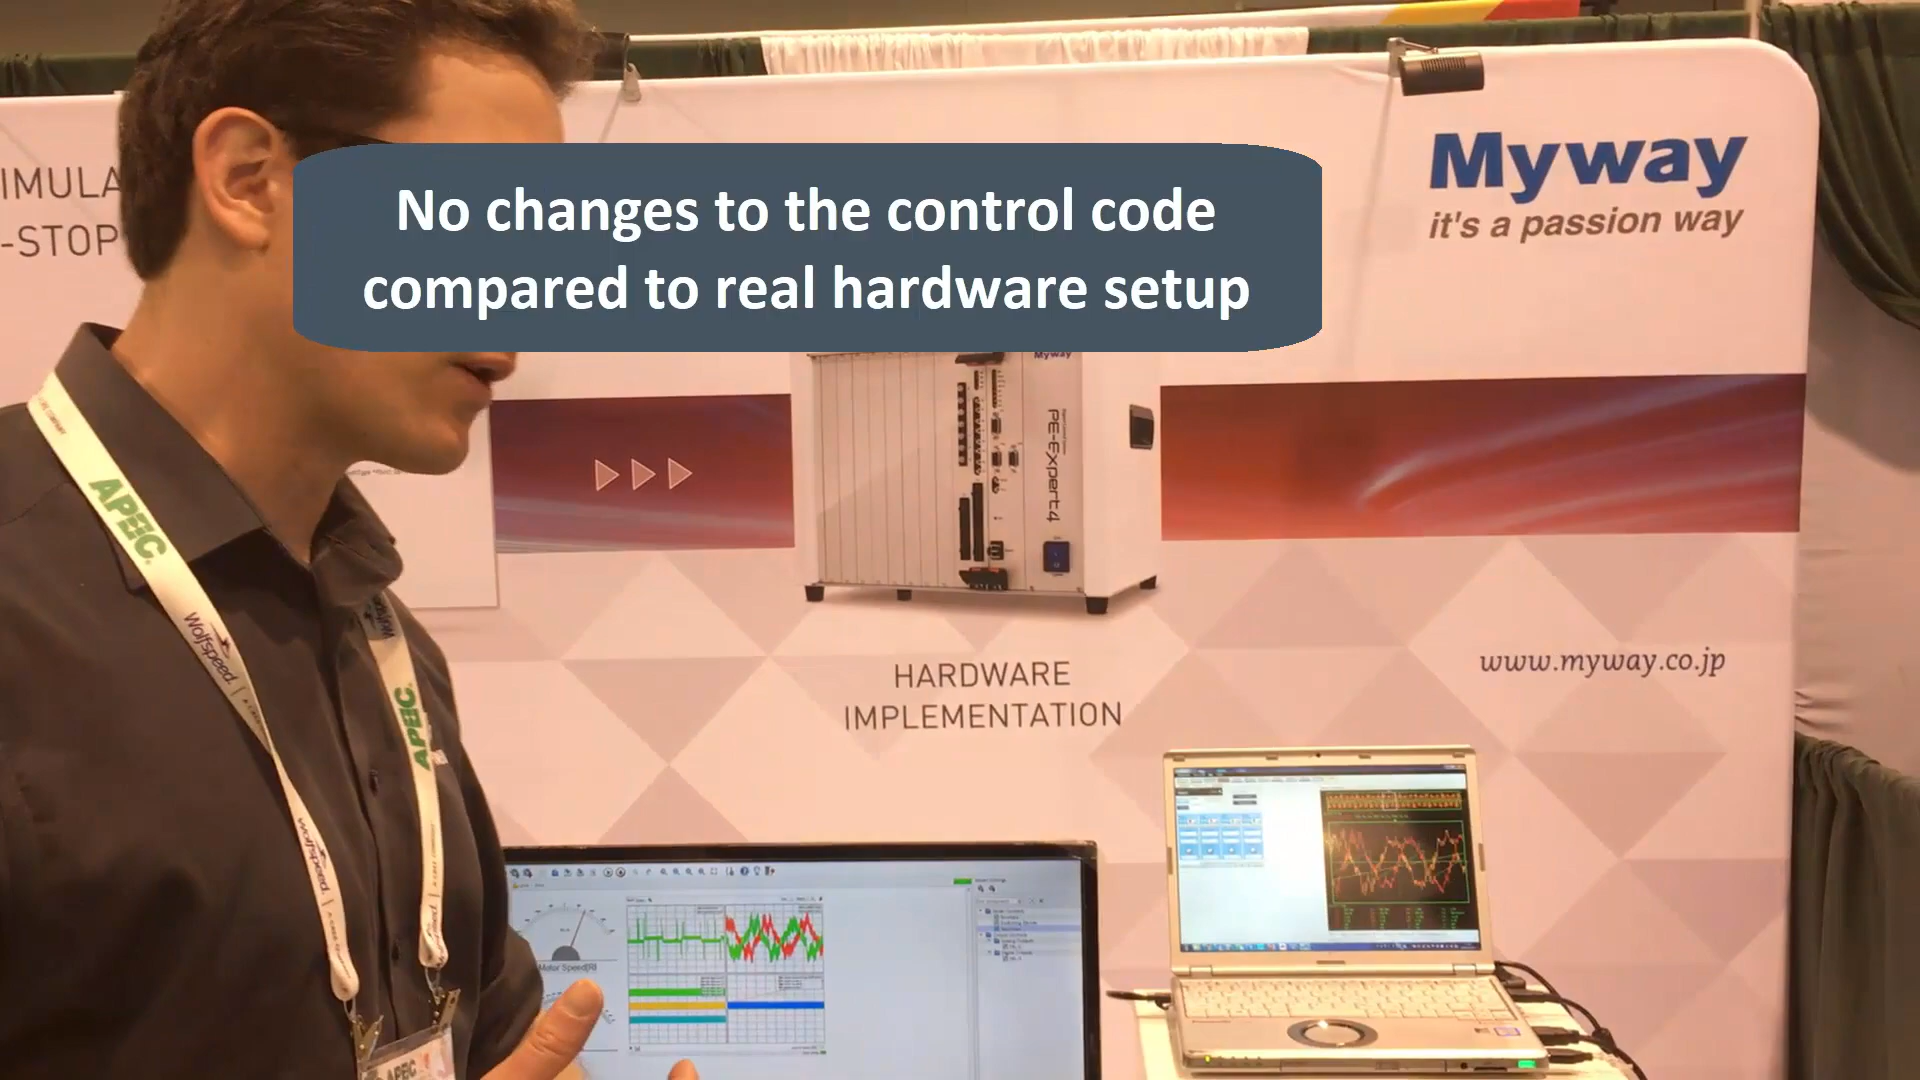 IMULA
-STOP
No changes to the control code
compared to real hardware setup
Myway
it's a passion way
Myway
PE-Expert4
HARDWARE
IMPLEMENTATION
www.myway.co.jp
APEC
Wolfspeed.
Wolfspeed.
APEC
Wolfspeed.
Motor Speed[R]
APEC